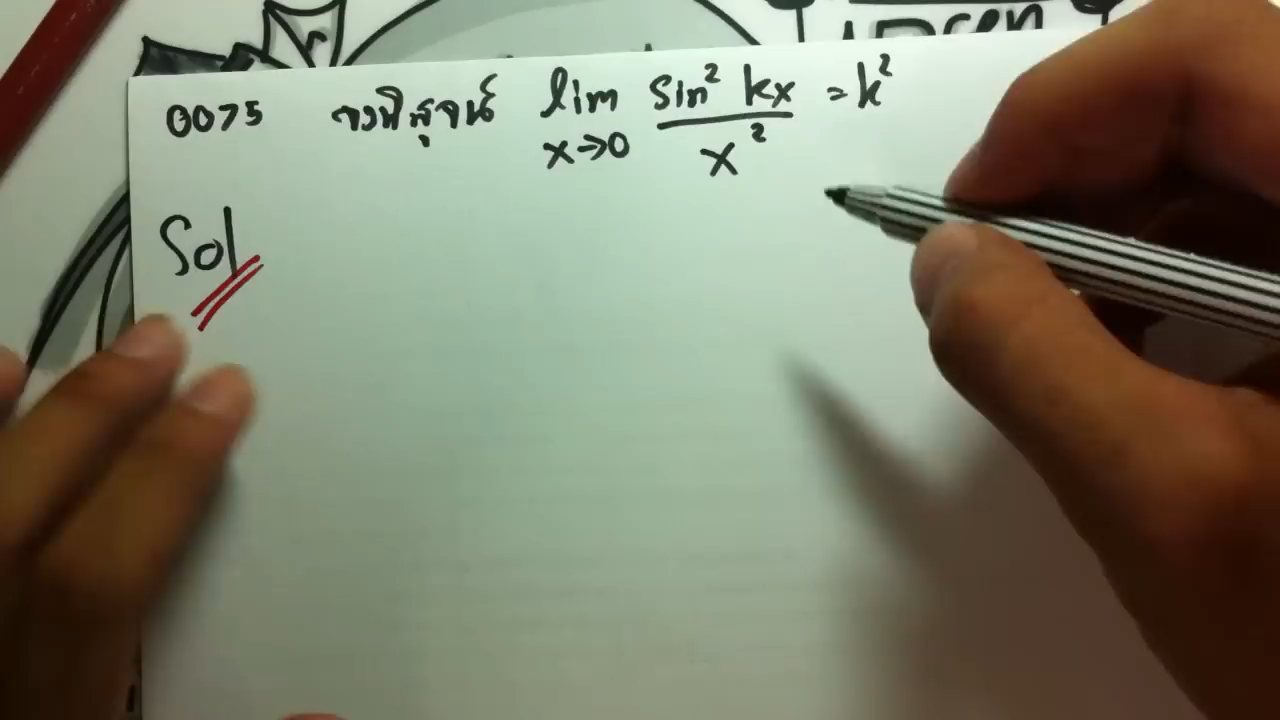 0075 จงพิสูจน์ lim x→0 sin² kx / x² = k²
Sol